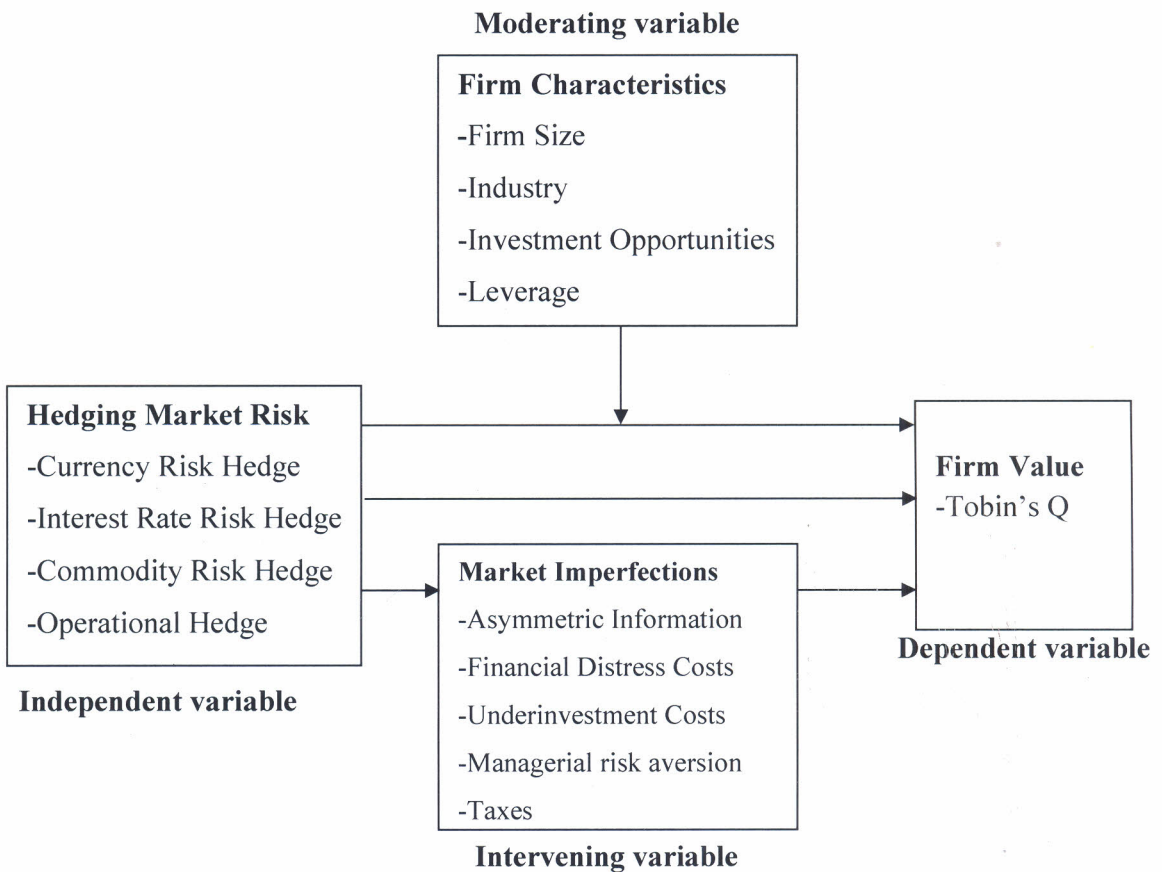 Moderating variable
Firm Characteristics
-Firm Size
-Industry
-Investment Opportunities
-Leverage
Hedging Market Risk
-Currency Risk Hedge
-Interest Rate Risk Hedge
-Commodity Risk Hedge
-Operational Hedge
Independent variable
Market Imperfections
-Asymmetric Information
-Financial Distress Costs
-Underinvestment Costs
-Managerial risk aversion
-Taxes
Intervening variable
Firm Value
-Tobin’s Q
Dependent variable